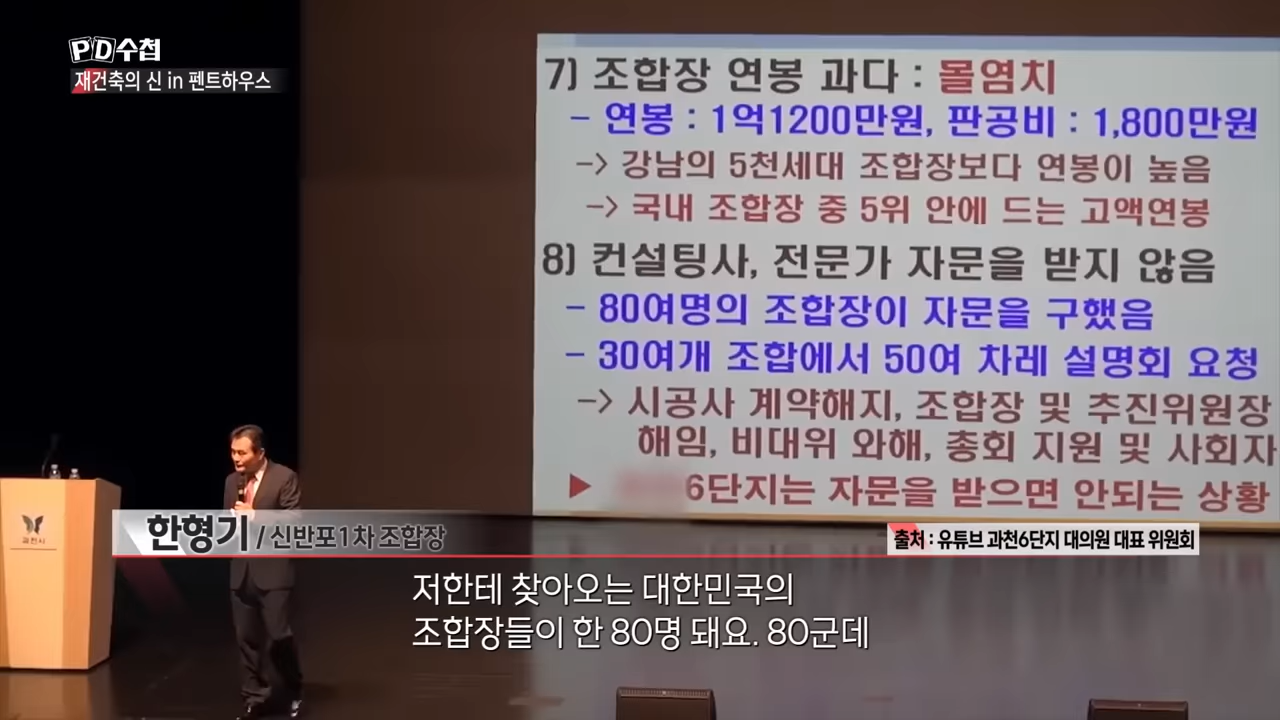 PD수첩
재건축의 신 in 펜트하우스
7) 조합장 연봉 과다 : 몰염치
- 연봉 : 1억1200만원, 판공비 : 1,800만원
-> 강남의 5천세대 조합장보다 연봉이 높음
-> 국내 조합장 중 5위 안에 드는 고액연봉
8) 컨설팅사, 전문가 자문을 받지 않음
- 80여명의 조합장이 자문을 구했음
- 30여개 조합에서 50여 차례 설명회 요청
-> 시공사 계약해지, 조합장 및 추진위원장
해임, 비대위 와해, 총회 지원 및 사회자
▶ 6단지는 자문을 받으면 안되는 상황
과천시
한형기 / 신반포1차 조합장
출처 : 유튜브 과천6단지 대의원 대표 위원회
저한테 찾아오는 대한민국의
조합장들이 한 80명 돼요. 80군데